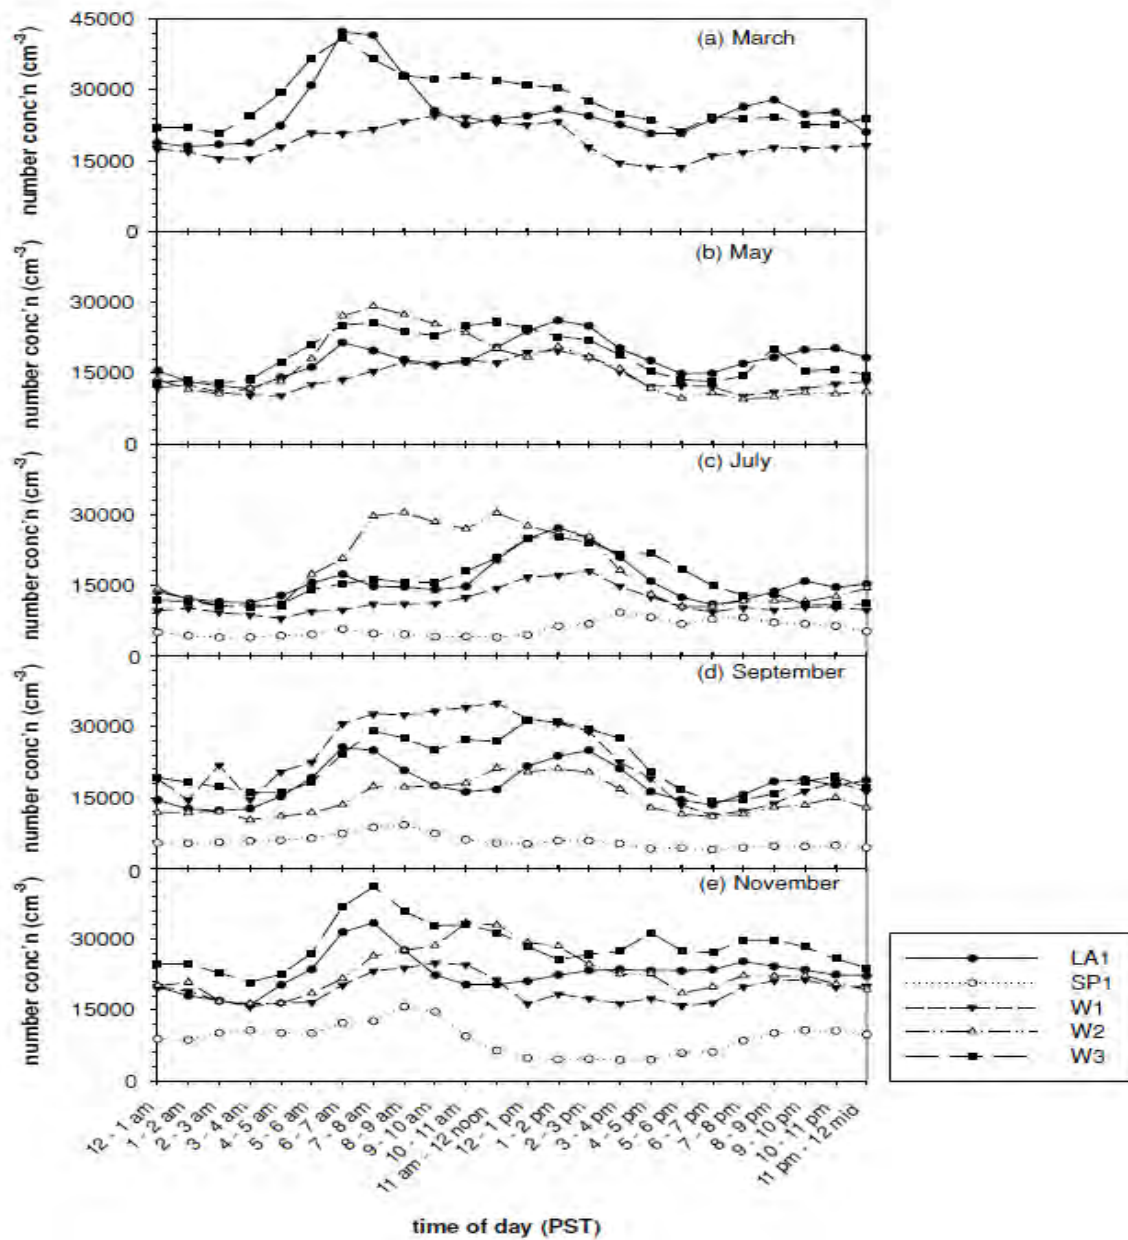 45000
(a) March
30000
15000
0
number conc'n (cm-3)
(b) May
30000
15000
0
number conc'n (cm-3)
(c) July
30000
15000
0
number conc'n (cm-3)
(d) September
30000
15000
0
number conc'n (cm-3)
(e) November
30000
15000
0
number conc'n (cm-3)
LA1
SP1
W1
W2
W3
12 - 1 am
1 - 2 am
2 - 3 am
3 - 4 am
4 - 5 am
5 - 6 am
6 - 7 am
7 - 8 am
8 - 9 am
9 - 10 am
10 - 11 am
11 am - 12 noon
12 - 1 pm
1 - 2 pm
2 - 3 pm
3 - 4 pm
4 - 5 pm
5 - 6 pm
6 - 7 pm
7 - 8 pm
8 - 9 pm
9 - 10 pm
10 - 11 pm
11 pm - 12 mid
time of day (PST)